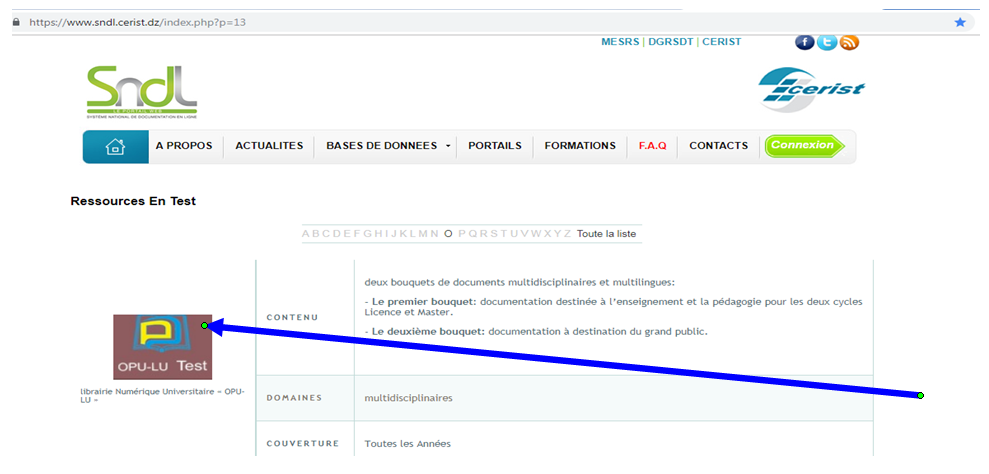 https://www.sndl.cerist.dz/index.php?p=13
MESRS | DGRSDT | CERIST
Sndl
LE PORTAIL WEB
SYSTÈME NATIONAL DE DOCUMENTATION EN LIGNE
cerist
A PROPOS ACTUALITES BASES DE DONNEES PORTAILS FORMATIONS F.A.Q CONTACTS Connexion
Ressources En Test
A B C D E F G H I J K L M N O P Q R S T U V W X Y Z Toute la liste
OPU-LU Test
librairie Numérique Universitaire « OPU-
LU »
CONTENU
deux bouquets de documents multidisciplinaires et multilingues:
- Le premier bouquet: documentation destinée à l'enseignement et la pédagogie pour les deux cycles
Licence et Master.
- Le deuxième bouquet: documentation à destination du grand public.
DOMAINES
multidisciplinaires
COUVERTURE
Toutes les Années